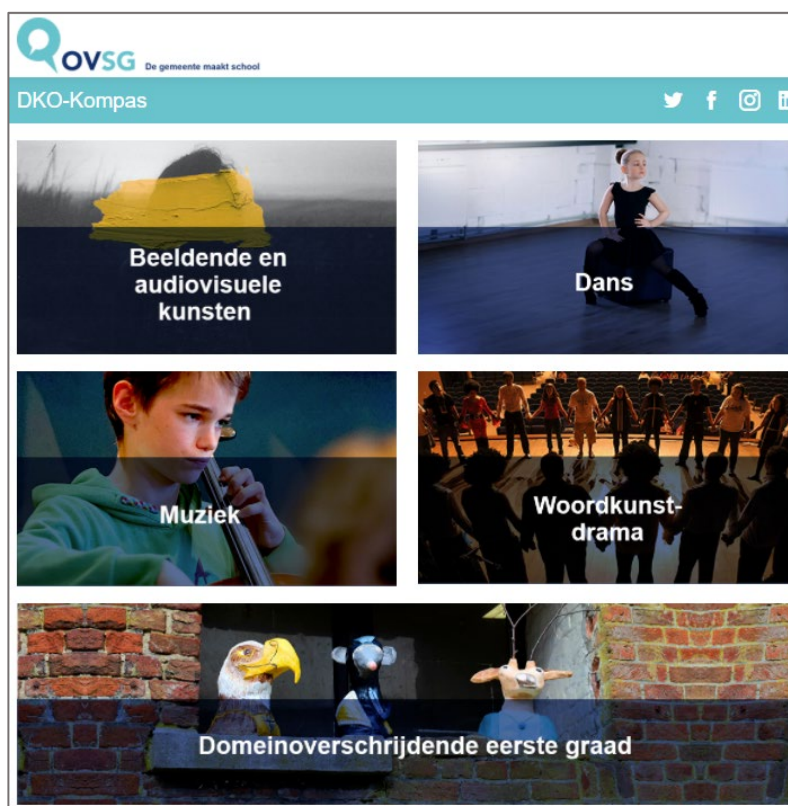 OVSG De gemeente maakt school
DKO-Kompas
Beeldende en
audiovisuele
kunsten
Dans
Muziek
Woordkunst-
drama
Domeinoverschrijdende eerste graad